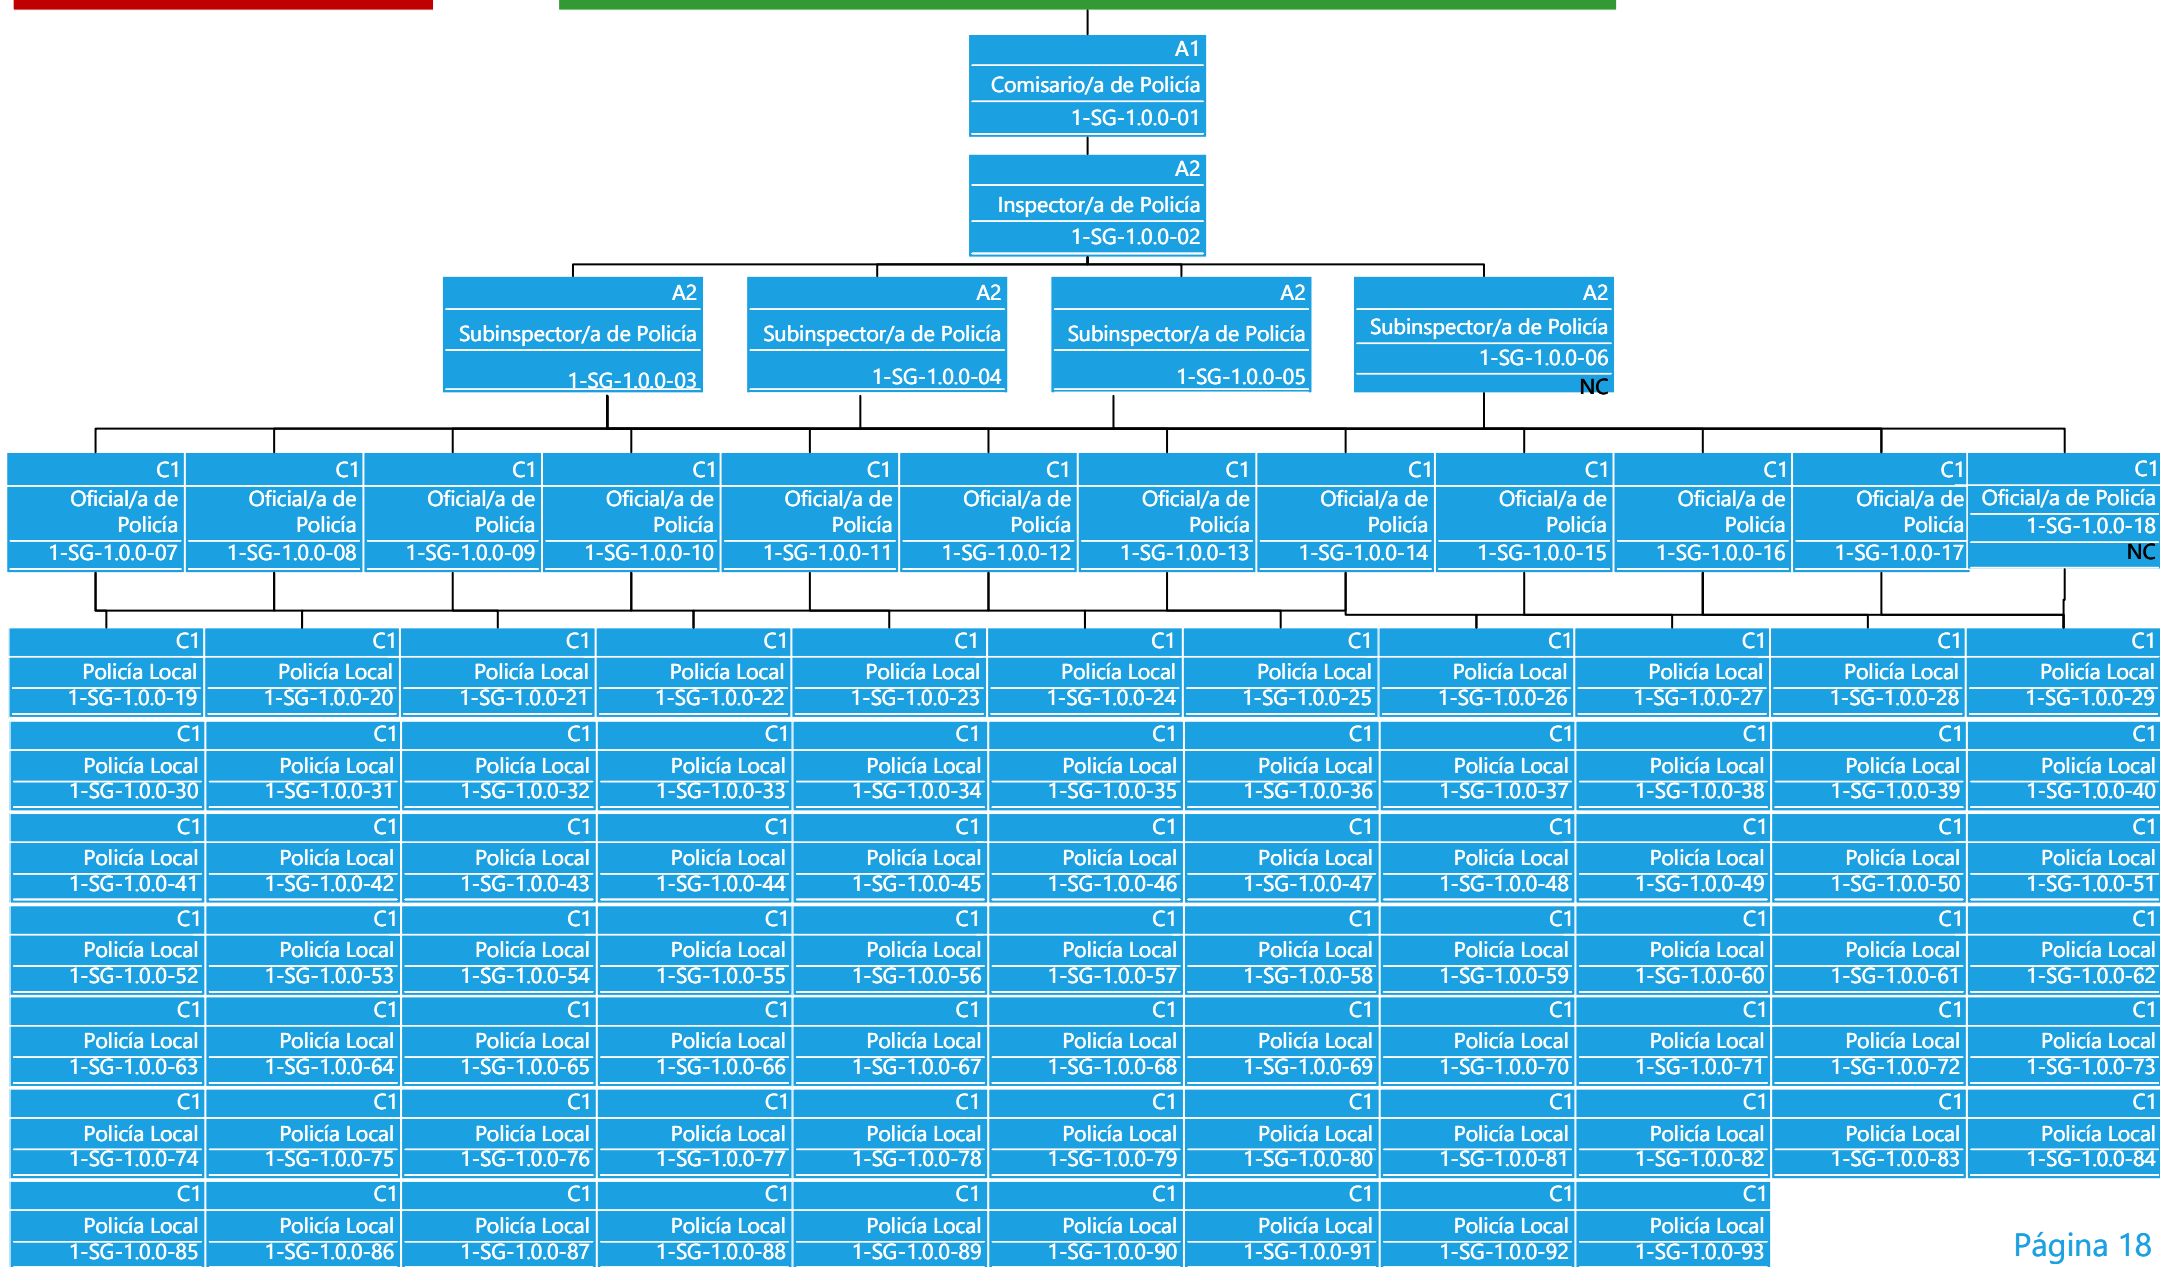 A1
Comisario/a de Policía
1-SG-1.0.0-01
A2
Inspector/a de Policía
1-SG-1.0.0-02
A2
Subinspector/a de Policía
1-SG-1.0.0-03
A2
Subinspector/a de Policía
1-SG-1.0.0-04
A2
Subinspector/a de Policía
1-SG-1.0.0-05
A2
Subinspector/a de Policía
1-SG-1.0.0-06
NC
C1
Oficial/a de
Policía
1-SG-1.0.0-07
C1
Oficial/a de
Policía
1-SG-1.0.0-08
C1
Oficial/a de
Policía
1-SG-1.0.0-09
C1
Oficial/a de
Policía
1-SG-1.0.0-10
C1
Oficial/a de
Policía
1-SG-1.0.0-11
C1
Oficial/a de
Policía
1-SG-1.0.0-12
C1
Oficial/a de
Policía
1-SG-1.0.0-13
C1
Oficial/a de
Policía
1-SG-1.0.0-14
C1
Oficial/a de
Policía
1-SG-1.0.0-15
C1
Oficial/a de
Policía
1-SG-1.0.0-16
C1
Oficial/a de
Policía
1-SG-1.0.0-17
C1
Oficial/a de Policía
1-SG-1.0.0-18
NC
C1
Policía Local
1-SG-1.0.0-19
C1
Policía Local
1-SG-1.0.0-20
C1
Policía Local
1-SG-1.0.0-21
C1
Policía Local
1-SG-1.0.0-22
C1
Policía Local
1-SG-1.0.0-23
C1
Policía Local
1-SG-1.0.0-24
C1
Policía Local
1-SG-1.0.0-25
C1
Policía Local
1-SG-1.0.0-26
C1
Policía Local
1-SG-1.0.0-27
C1
Policía Local
1-SG-1.0.0-28
C1
Policía Local
1-SG-1.0.0-29
C1
Policía Local
1-SG-1.0.0-30
C1
Policía Local
1-SG-1.0.0-31
C1
Policía Local
1-SG-1.0.0-32
C1
Policía Local
1-SG-1.0.0-33
C1
Policía Local
1-SG-1.0.0-34
C1
Policía Local
1-SG-1.0.0-35
C1
Policía Local
1-SG-1.0.0-36
C1
Policía Local
1-SG-1.0.0-37
C1
Policía Local
1-SG-1.0.0-38
C1
Policía Local
1-SG-1.0.0-39
C1
Policía Local
1-SG-1.0.0-40
C1
Policía Local
1-SG-1.0.0-41
C1
Policía Local
1-SG-1.0.0-42
C1
Policía Local
1-SG-1.0.0-43
C1
Policía Local
1-SG-1.0.0-44
C1
Policía Local
1-SG-1.0.0-45
C1
Policía Local
1-SG-1.0.0-46
C1
Policía Local
1-SG-1.0.0-47
C1
Policía Local
1-SG-1.0.0-48
C1
Policía Local
1-SG-1.0.0-49
C1
Policía Local
1-SG-1.0.0-50
C1
Policía Local
1-SG-1.0.0-51
C1
Policía Local
1-SG-1.0.0-52
C1
Policía Local
1-SG-1.0.0-53
C1
Policía Local
1-SG-1.0.0-54
C1
Policía Local
1-SG-1.0.0-55
C1
Policía Local
1-SG-1.0.0-56
C1
Policía Local
1-SG-1.0.0-57
C1
Policía Local
1-SG-1.0.0-58
C1
Policía Local
1-SG-1.0.0-59
C1
Policía Local
1-SG-1.0.0-60
C1
Policía Local
1-SG-1.0.0-61
C1
Policía Local
1-SG-1.0.0-62
C1
Policía Local
1-SG-1.0.0-63
C1
Policía Local
1-SG-1.0.0-64
C1
Policía Local
1-SG-1.0.0-65
C1
Policía Local
1-SG-1.0.0-66
C1
Policía Local
1-SG-1.0.0-67
C1
Policía Local
1-SG-1.0.0-68
C1
Policía Local
1-SG-1.0.0-69
C1
Policía Local
1-SG-1.0.0-70
C1
Policía Local
1-SG-1.0.0-71
C1
Policía Local
1-SG-1.0.0-72
C1
Policía Local
1-SG-1.0.0-73
C1
Policía Local
1-SG-1.0.0-74
C1
Policía Local
1-SG-1.0.0-75
C1
Policía Local
1-SG-1.0.0-76
C1
Policía Local
1-SG-1.0.0-77
C1
Policía Local
1-SG-1.0.0-78
C1
Policía Local
1-SG-1.0.0-79
C1
Policía Local
1-SG-1.0.0-80
C1
Policía Local
1-SG-1.0.0-81
C1
Policía Local
1-SG-1.0.0-82
C1
Policía Local
1-SG-1.0.0-83
C1
Policía Local
1-SG-1.0.0-84
C1
Policía Local
1-SG-1.0.0-85
C1
Policía Local
1-SG-1.0.0-86
C1
Policía Local
1-SG-1.0.0-87
C1
Policía Local
1-SG-1.0.0-88
C1
Policía Local
1-SG-1.0.0-89
C1
Policía Local
1-SG-1.0.0-90
C1
Policía Local
1-SG-1.0.0-91
C1
Policía Local
1-SG-1.0.0-92
C1
Policía Local
1-SG-1.0.0-93
Página 18